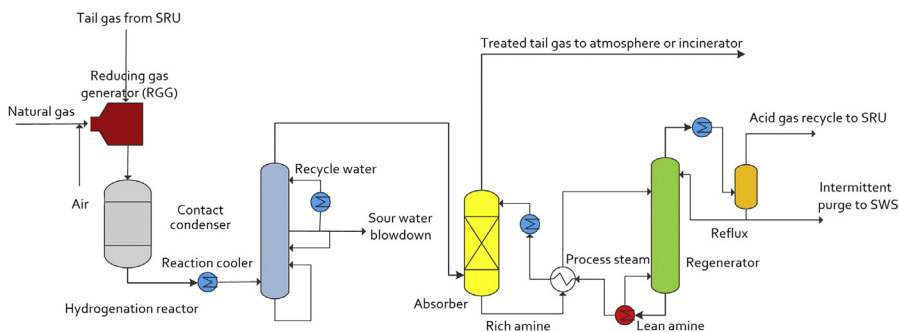 Tail gas from SRU
Treated tail gas to atmosphere or incinerator
Reducing gas
generator (RGG)
Natural gas
Acid gas recycle to SRU
Recycle water
Air
Contact
condenser
Sour water
blowdown
Intermittent
purge to SWS
Reflux
Reaction cooler
Process steam
Regenerator
Hydrogenation reactor
Absorber
Rich amine
Lean amine